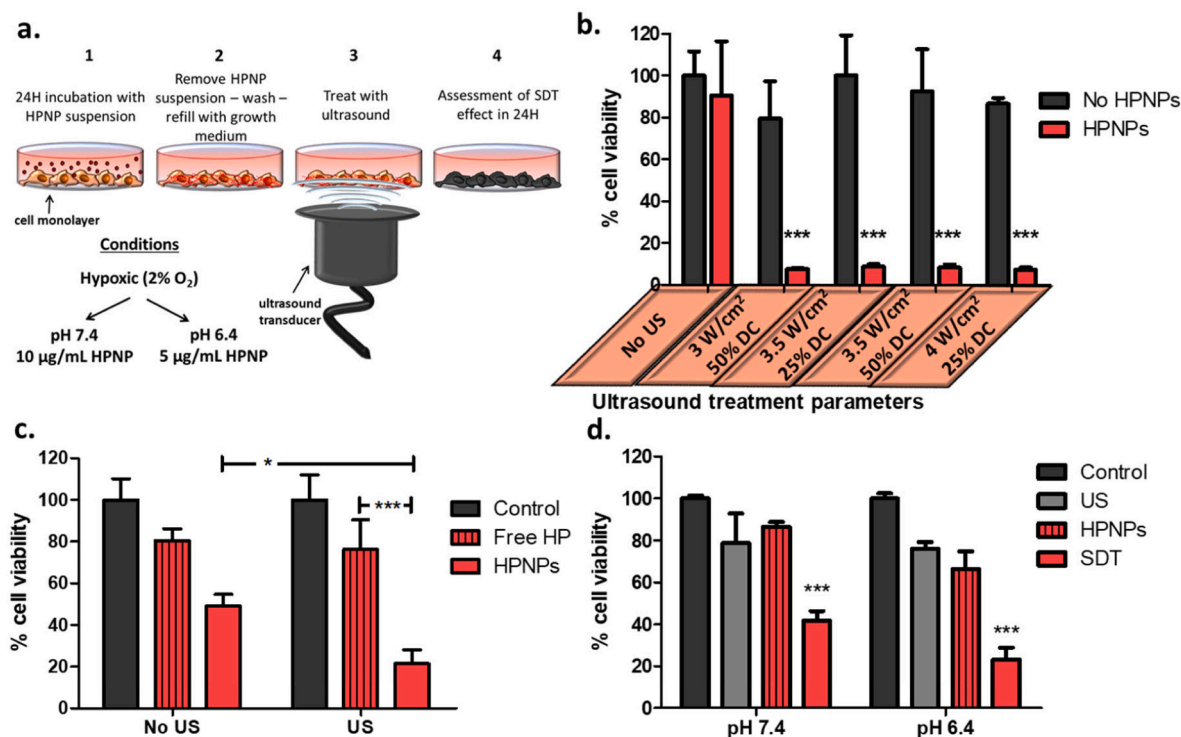 a.
1
2
3
4
24H incubation with
HPNP suspension
Remove HPNP
suspension – wash –
refill with growth
medium
Treat with
ultrasound
Assessment of SDT
effect in 24H
cell monolayer
Conditions
Hypoxic (2% O₂)
pH 7.4
10 μg/mL HPNP
pH 6.4
5 μg/mL HPNP
ultrasound
transducer
b.
% cell viability
120
100
80
60
40
20
0
***
***
***
***
No HPNPs
HPNPs
No US
3 W/cm²
50% DC
3.5 W/cm²
25% DC
3.5 W/cm²
50% DC
4 W/cm²
25% DC
Ultrasound treatment parameters
c.
% cell viability
120
100
80
60
40
20
0
*
***
Control
Free HP
HPNPs
No US
US
d.
% cell viability
120
100
80
60
40
20
0
***
***
Control
US
HPNPs
SDT
pH 7.4
pH 6.4